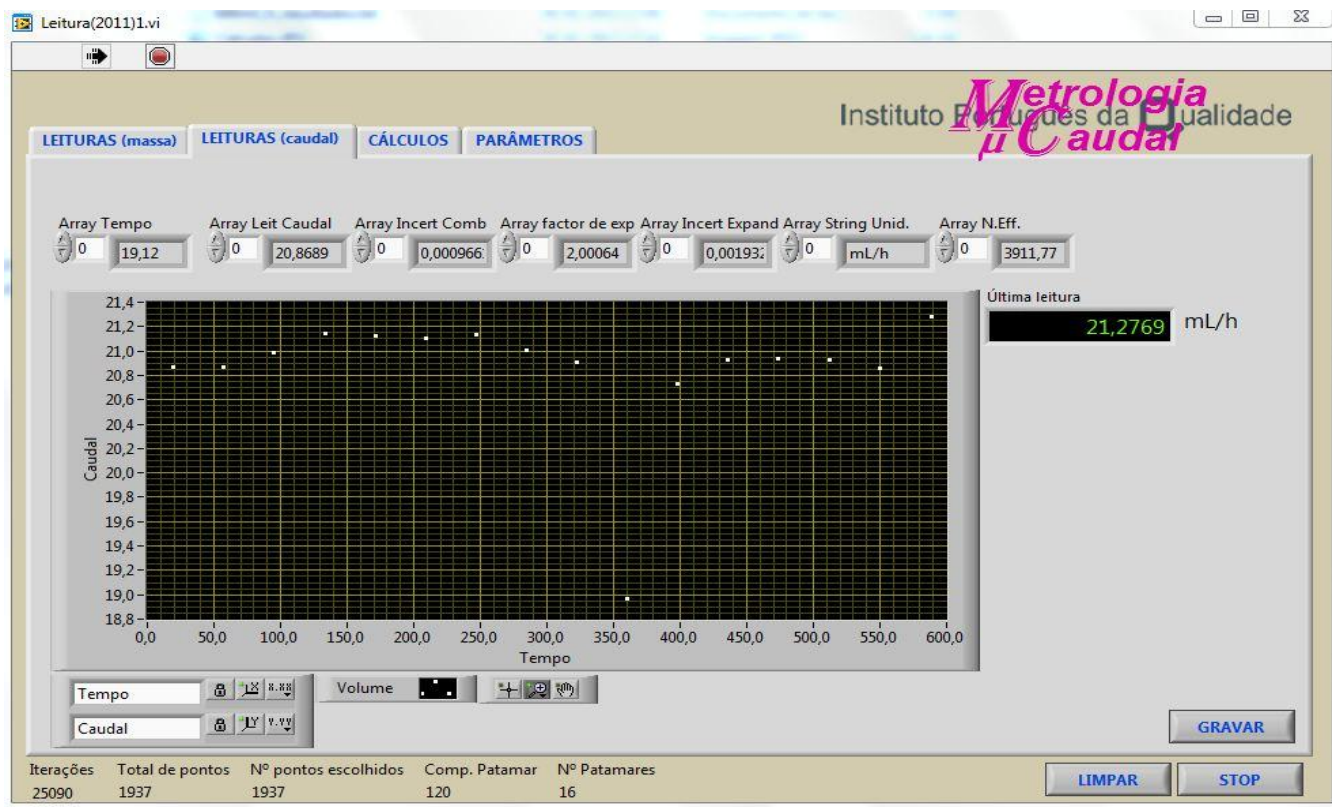 Leitura(2011)1.vi
Instituto Português da Qualidade
Metrologia
μ Caudal
LEITURAS (massa) LEITURAS (caudal) CÁLCULOS PARÂMETROS
Array Tempo Array Leit Caudal Array Incert Comb Array factor de exp Array Incert Expand Array String Unid. Array N.Eff.
0 19,12 0 20,8689 0 0,000966 0 2,00064 0 0,001932 0 mL/h 0 3911,77
Última leitura
21,2769 mL/h
21,4
21,2
21,0
20,8
20,6
20,4
20,2
20,0
19,8
19,6
19,4
19,2
19,0
18,8
Caudal
0,0 50,0 100,0 150,0 200,0 250,0 300,0 350,0 400,0 450,0 500,0 550,0 600,0
Tempo
Tempo X X.XX Volume
Caudal Y Y.YY
GRAVAR
Iterações Total de pontos Nº pontos escolhidos Comp. Patamar Nº Patamares
25090 1937 1937 120 16
LIMPAR STOP